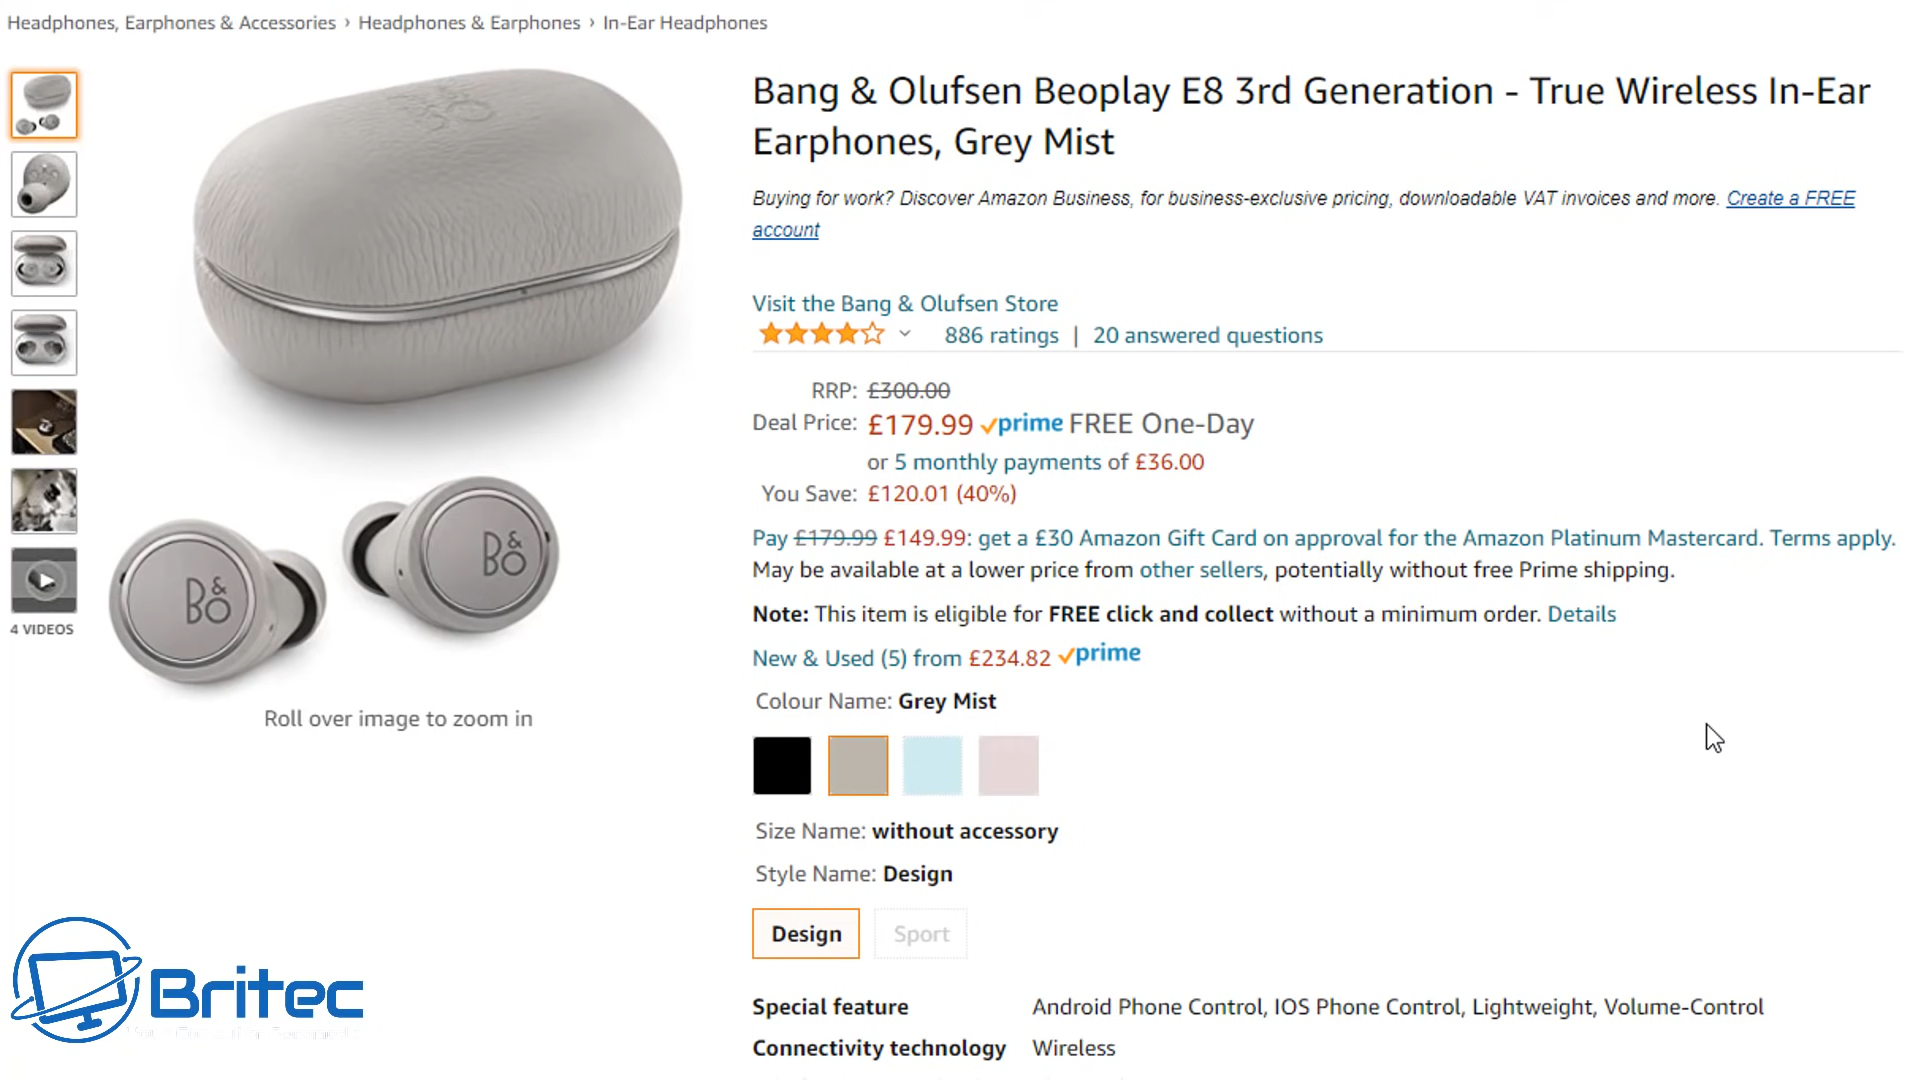 Headphones, Earphones & Accessories › Headphones & Earphones › In-Ear Headphones
Bang & Olufsen Beoplay E8 3rd Generation - True Wireless In-Ear
Earphones, Grey Mist
Buying for work? Discover Amazon Business, for business-exclusive pricing, downloadable VAT invoices and more. Create a FREE
account
Visit the Bang & Olufsen Store
886 ratings | 20 answered questions
RRP: £300.00
Deal Price: £179.99 prime FREE One-Day
or 5 monthly payments of £36.00
You Save: £120.01 (40%)
Pay £179.99 £149.99: get a £30 Amazon Gift Card on approval for the Amazon Platinum Mastercard. Terms apply.
May be available at a lower price from other sellers, potentially without free Prime shipping.
Note: This item is eligible for FREE click and collect without a minimum order. Details
New & Used (5) from £234.82 prime
Colour Name: Grey Mist
Size Name: without accessory
Style Name: Design
Design Sport
Special feature Android Phone Control, IOS Phone Control, Lightweight, Volume-Control
Connectivity technology Wireless
B&O
B&O
4 VIDEOS
Roll over image to zoom in
Britec